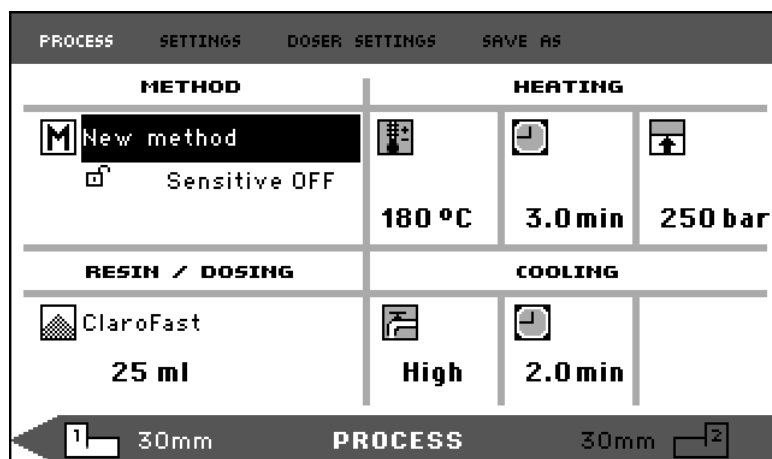 PROCESS SETTINGS DOSER SETTINGS SAVE AS
METHOD HEATING
M New method
Sensitive OFF
180 ºC 3.0 min 250 bar
RESIN / DOSING COOLING
ClaroFast
25 ml High 2.0 min
1 30mm PROCESS 30mm 2